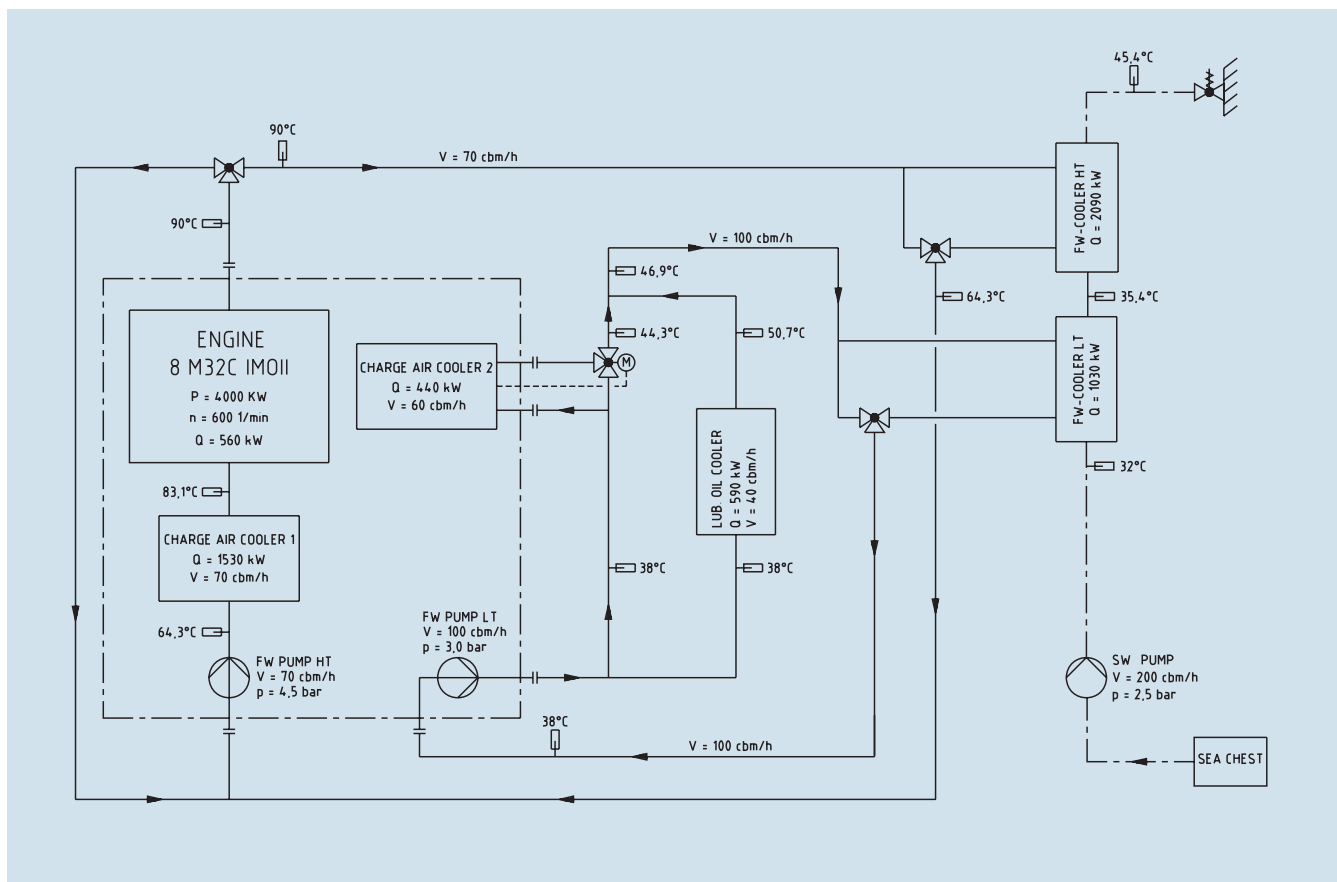 45,4°C
90°C
V = 70 cbm/h
FW-COOLER HT
Q = 2090 kW
90°C
V = 100 cbm/h
46,9°C
64,3°C
35,4°C
ENGINE
8 M32C IMOII
P = 4000 KW
n = 600 1/min
Q = 560 kW
44,3°C
50,7°C
CHARGE AIR COOLER 2
Q = 440 kW
V = 60 cbm/h
M
FW-COOLER LT
Q = 1030 kW
LUB. OIL COOLER
Q = 590 kW
V = 40 cbm/h
32°C
83,1°C
CHARGE AIR COOLER 1
Q = 1530 kW
V = 70 cbm/h
38°C
38°C
64,3°C
FW PUMP LT
V = 100 cbm/h
p = 3,0 bar
FW PUMP HT
V = 70 cbm/h
p = 4,5 bar
SW PUMP
V = 200 cbm/h
p = 2,5 bar
38°C
V = 100 cbm/h
SEA CHEST